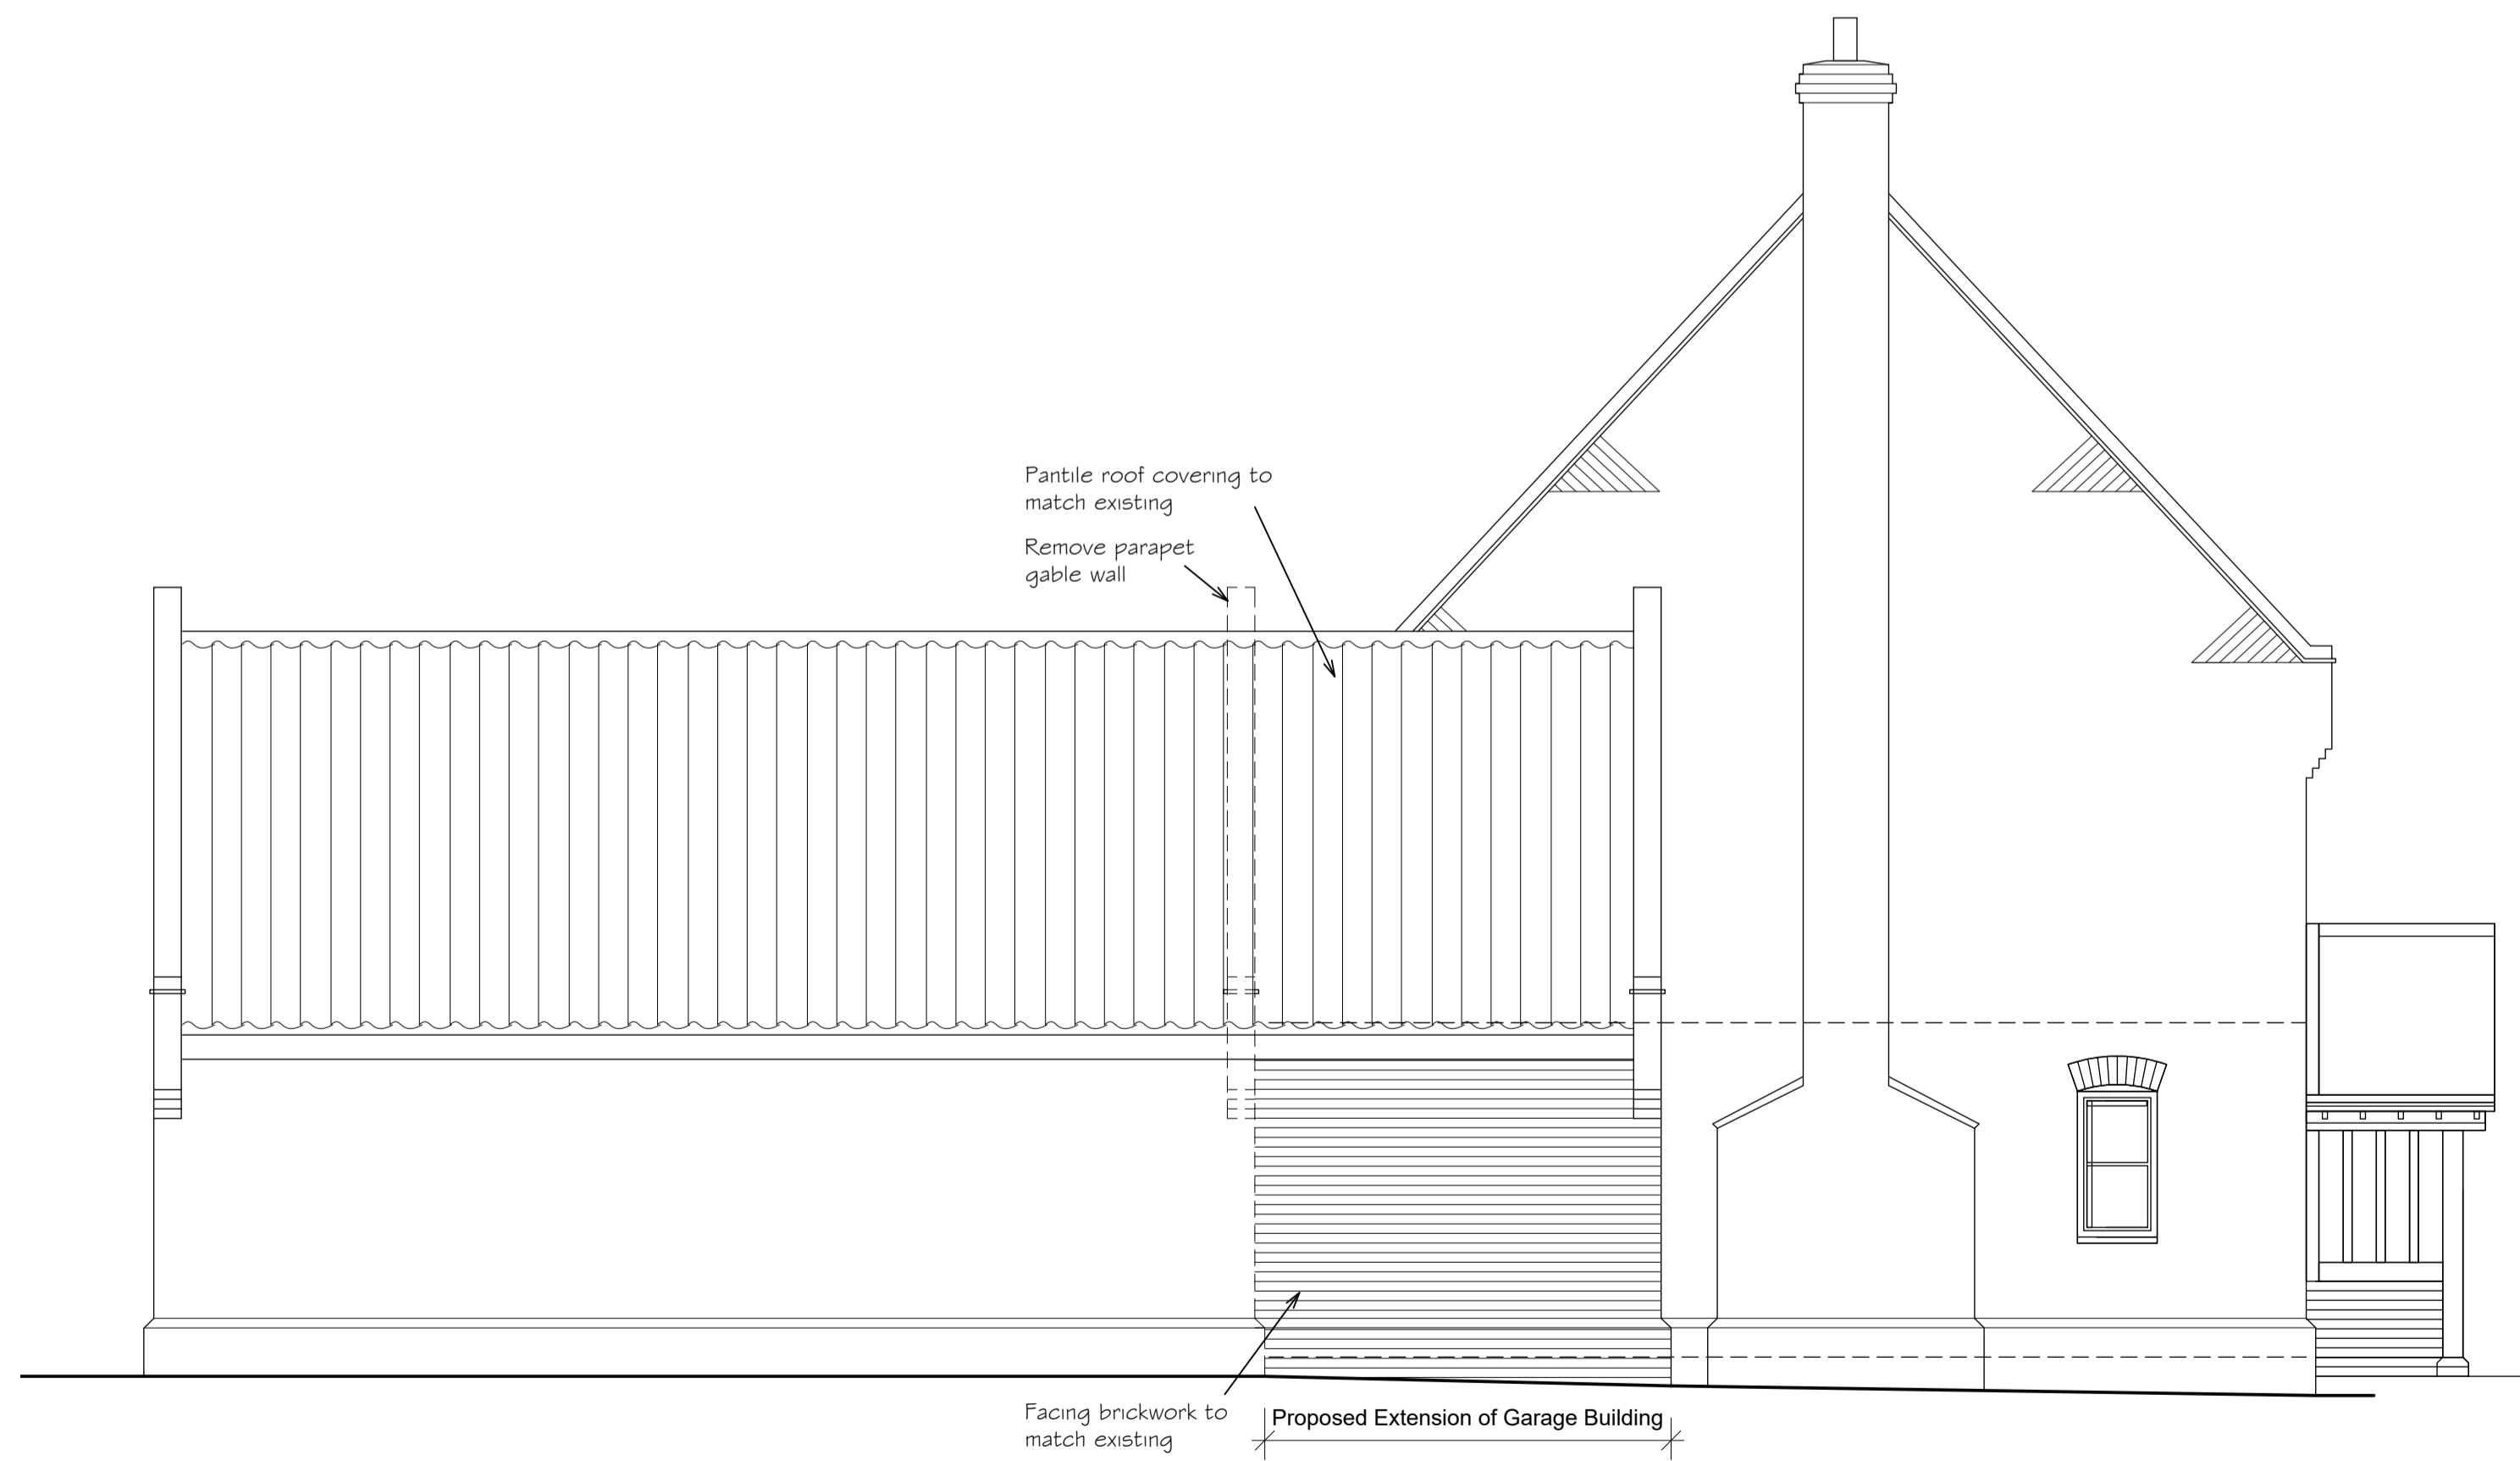 Pantile roof covering to
match existing
Remove parapet
gable wall
Facing brickwork to
match existing
Proposed Extension of Garage Building